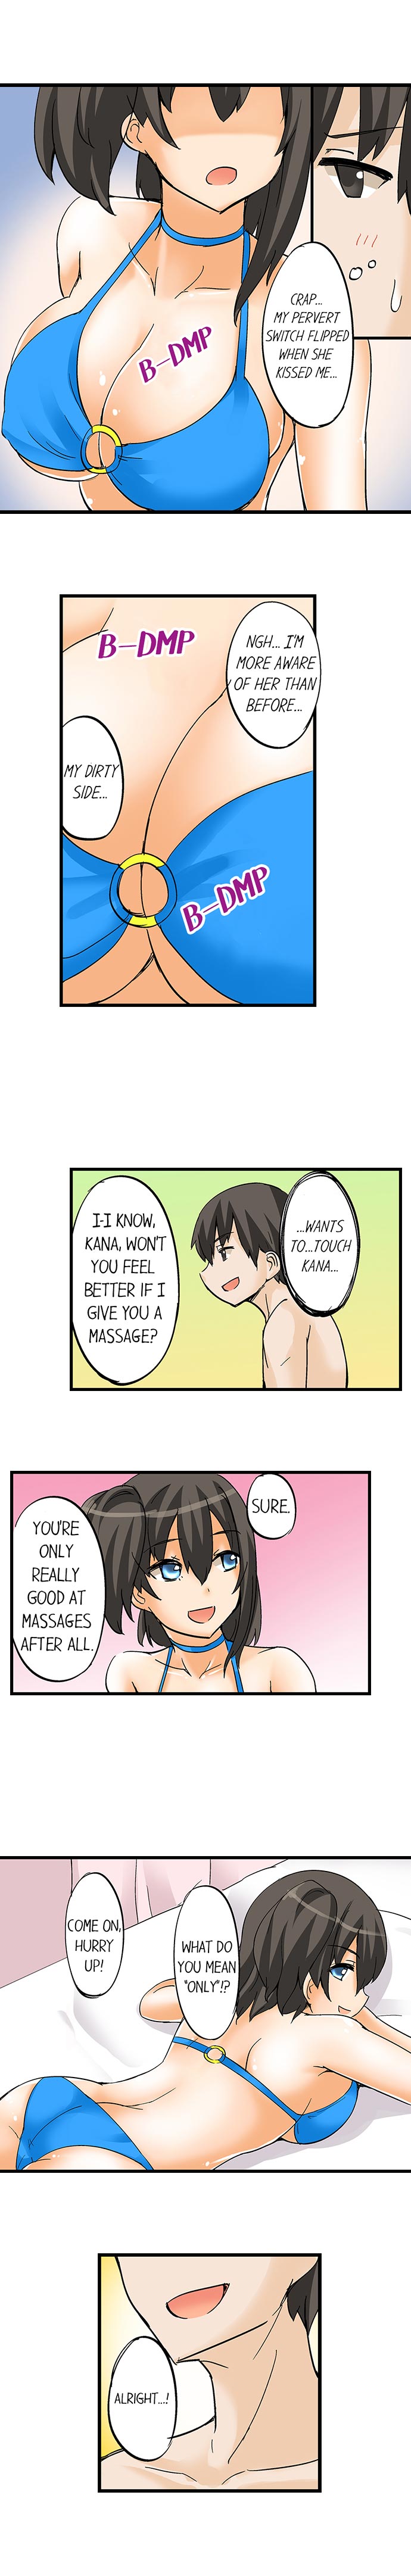 CRAP...
MY PERVERT
SWITCH FLIPPED
WHEN SHE
KISSED ME...
B-DMP
B-DMP
NGH... I'M
MORE AWARE
OF HER THAN
BEFORE...
MY DIRTY
SIDE...
B-DMP
...WANTS
TO...TOUCH
KANA...
I-I KNOW,
KANA, WON'T
YOU FEEL
BETTER IF I
GIVE YOU A
MASSAGE?
SURE.
YOU'RE
ONLY
REALLY
GOOD AT
MASSAGES
AFTER ALL.
WHAT DO
YOU MEAN
"ONLY"!?
COME ON,
HURRY
UP!
ALRIGHT...!